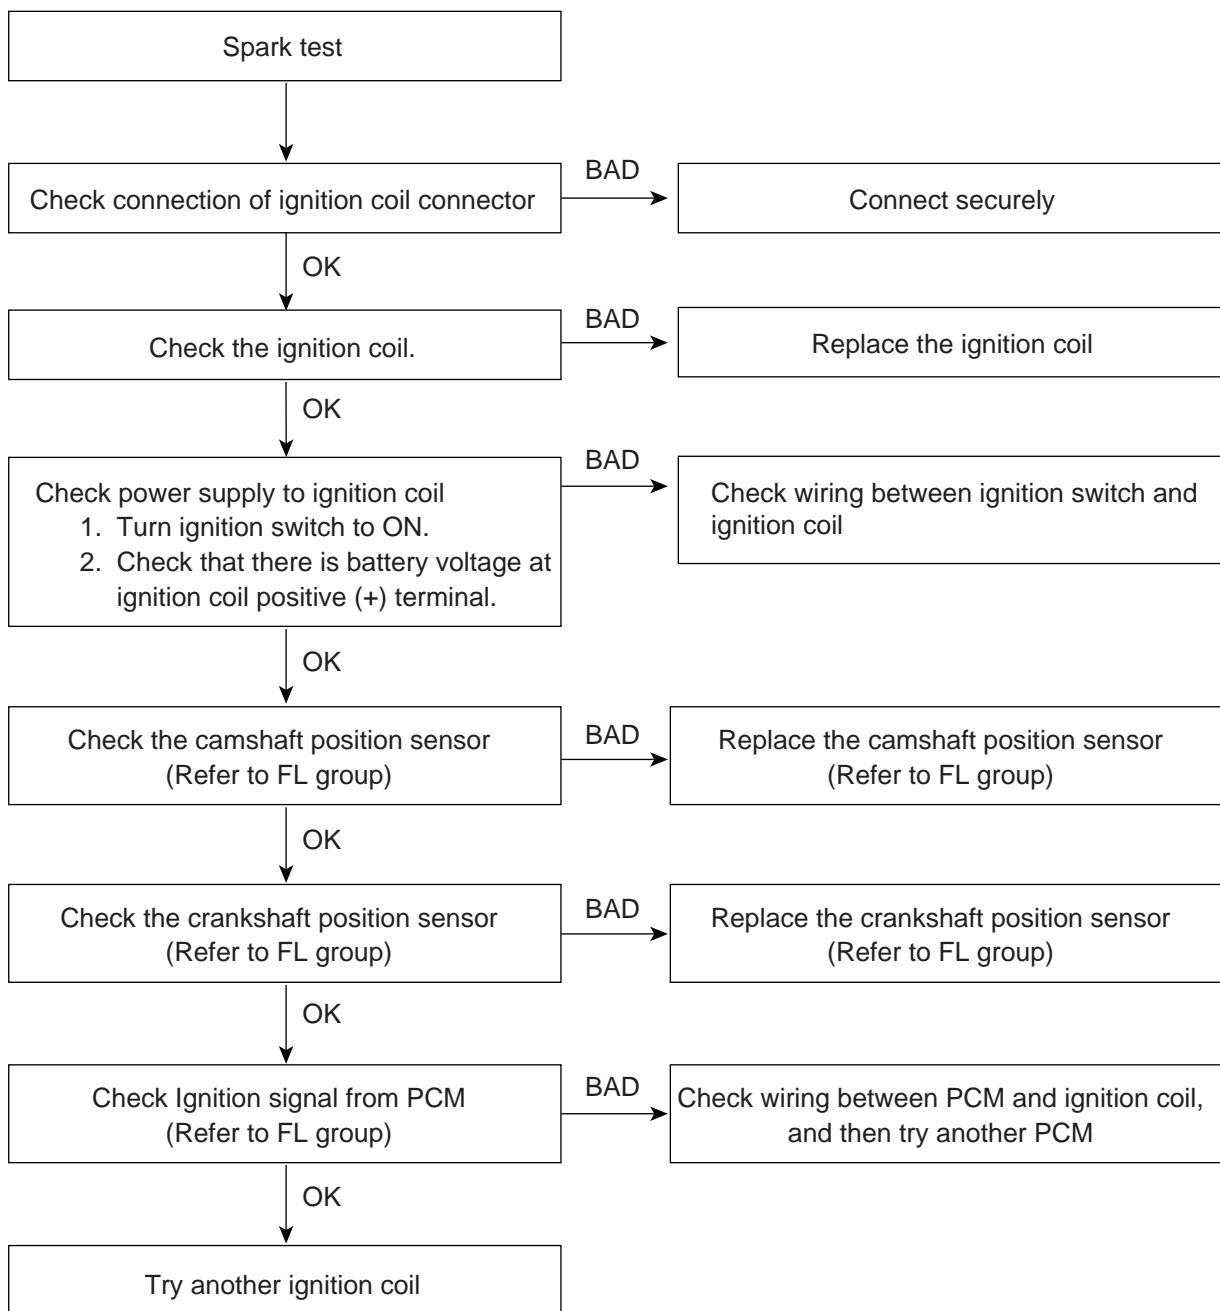 Spark test
Check connection of ignition coil connector
BAD
Connect securely
OK
Check the ignition coil.
BAD
Replace the ignition coil
OK
Check power supply to ignition coil
1. Turn ignition switch to ON.
2. Check that there is battery voltage at
ignition coil positive (+) terminal.
BAD
Check wiring between ignition switch and
ignition coil
OK
Check the camshaft position sensor
(Refer to FL group)
BAD
Replace the camshaft position sensor
(Refer to FL group)
OK
Check the crankshaft position sensor
(Refer to FL group)
BAD
Replace the crankshaft position sensor
(Refer to FL group)
OK
Check Ignition signal from PCM
(Refer to FL group)
BAD
Check wiring between PCM and ignition coil,
and then try another PCM
OK
Try another ignition coil